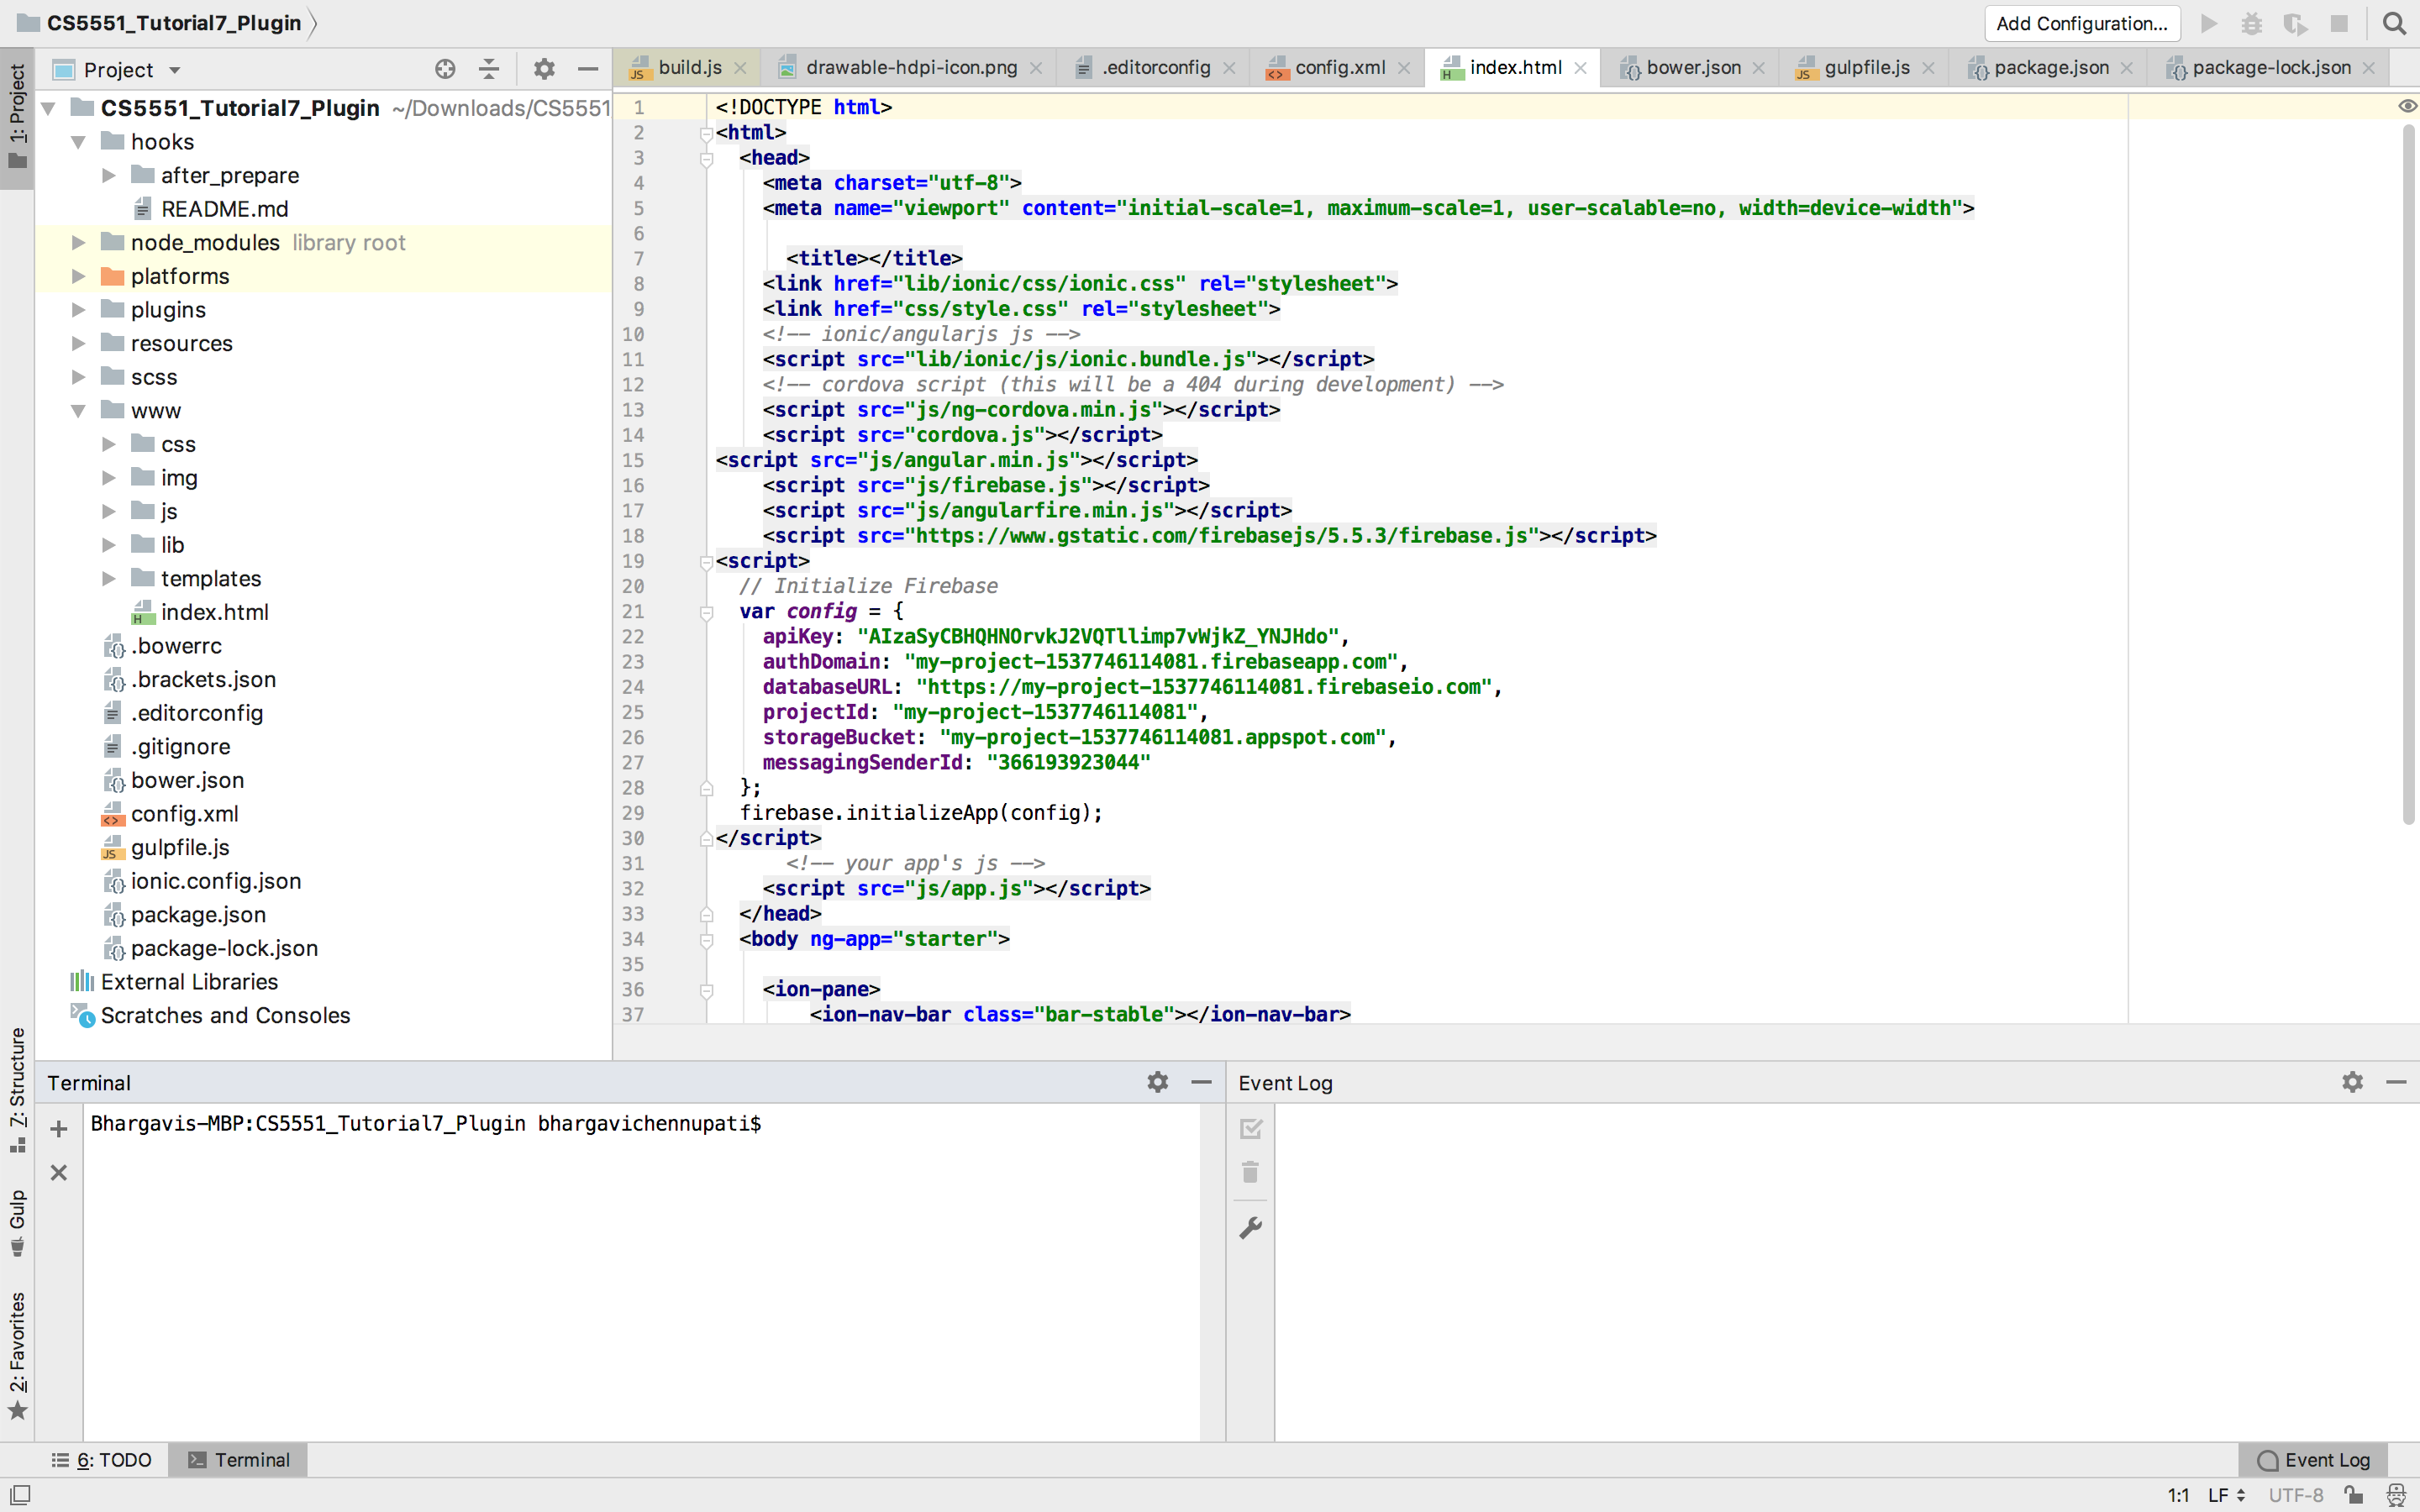 CS5551_Tutorial7_Plugin
Add Configuration...
1: Project
Project
build.js
drawable-hdpi-icon.png
.editorconfig
config.xml
index.html
bower.json
gulpfile.js
package.json
package-lock.json
CS5551_Tutorial7_Plugin ~/Downloads/CS5551
hooks
after_prepare
README.md
node_modules library root
platforms
plugins
resources
scss
www
css
img
js
lib
templates
index.html
.bowerrc
.brackets.json
.editorconfig
.gitignore
bower.json
config.xml
gulpfile.js
ionic.config.json
package.json
package-lock.json
External Libraries
Scratches and Consoles
1 <!DOCTYPE html>
2 <html>
3 <head>
4 <meta charset="utf-8">
5 <meta name="viewport" content="initial-scale=1, maximum-scale=1, user-scalable=no, width=device-width">
6
7 <title></title>
8 <link href="lib/ionic/css/ionic.css" rel="stylesheet">
9 <link href="css/style.css" rel="stylesheet">
10 <!-- ionic/angularjs js -->
11 <script src="lib/ionic/js/ionic.bundle.js"></script>
12 <!-- cordova script (this will be a 404 during development) -->
13 <script src="js/ng-cordova.min.js"></script>
14 <script src="cordova.js"></script>
15 <script src="js/angular.min.js"></script>
16 <script src="js/firebase.js"></script>
17 <script src="js/angularfire.min.js"></script>
18 <script src="https://www.gstatic.com/firebasejs/5.5.3/firebase.js"></script>
19 <script>
20 // Initialize Firebase
21 var config = {
22 apiKey: "AIzaSyCBHQHNOrvkJ2VQTllimp7vWjkZ_YNJHdo",
23 authDomain: "my-project-1537746114081.firebaseapp.com",
24 databaseURL: "https://my-project-1537746114081.firebaseio.com",
25 projectId: "my-project-1537746114081",
26 storageBucket: "my-project-1537746114081.appspot.com",
27 messagingSenderId: "366193923044"
28 };
29 firebase.initializeApp(config);
30 </script>
31 <!-- your app's js -->
32 <script src="js/app.js"></script>
33 </head>
34 <body ng-app="starter">
35
36 <ion-pane>
37 <ion-nav-bar class="bar-stable"></ion-nav-bar>
7: Structure
Gulp
2: Favorites
Terminal
Bhargavis-MBP:CS5551_Tutorial7_Plugin bhargavichennupati$
Event Log
6: TODO
Terminal
Event Log
1:1 LF UTF-8